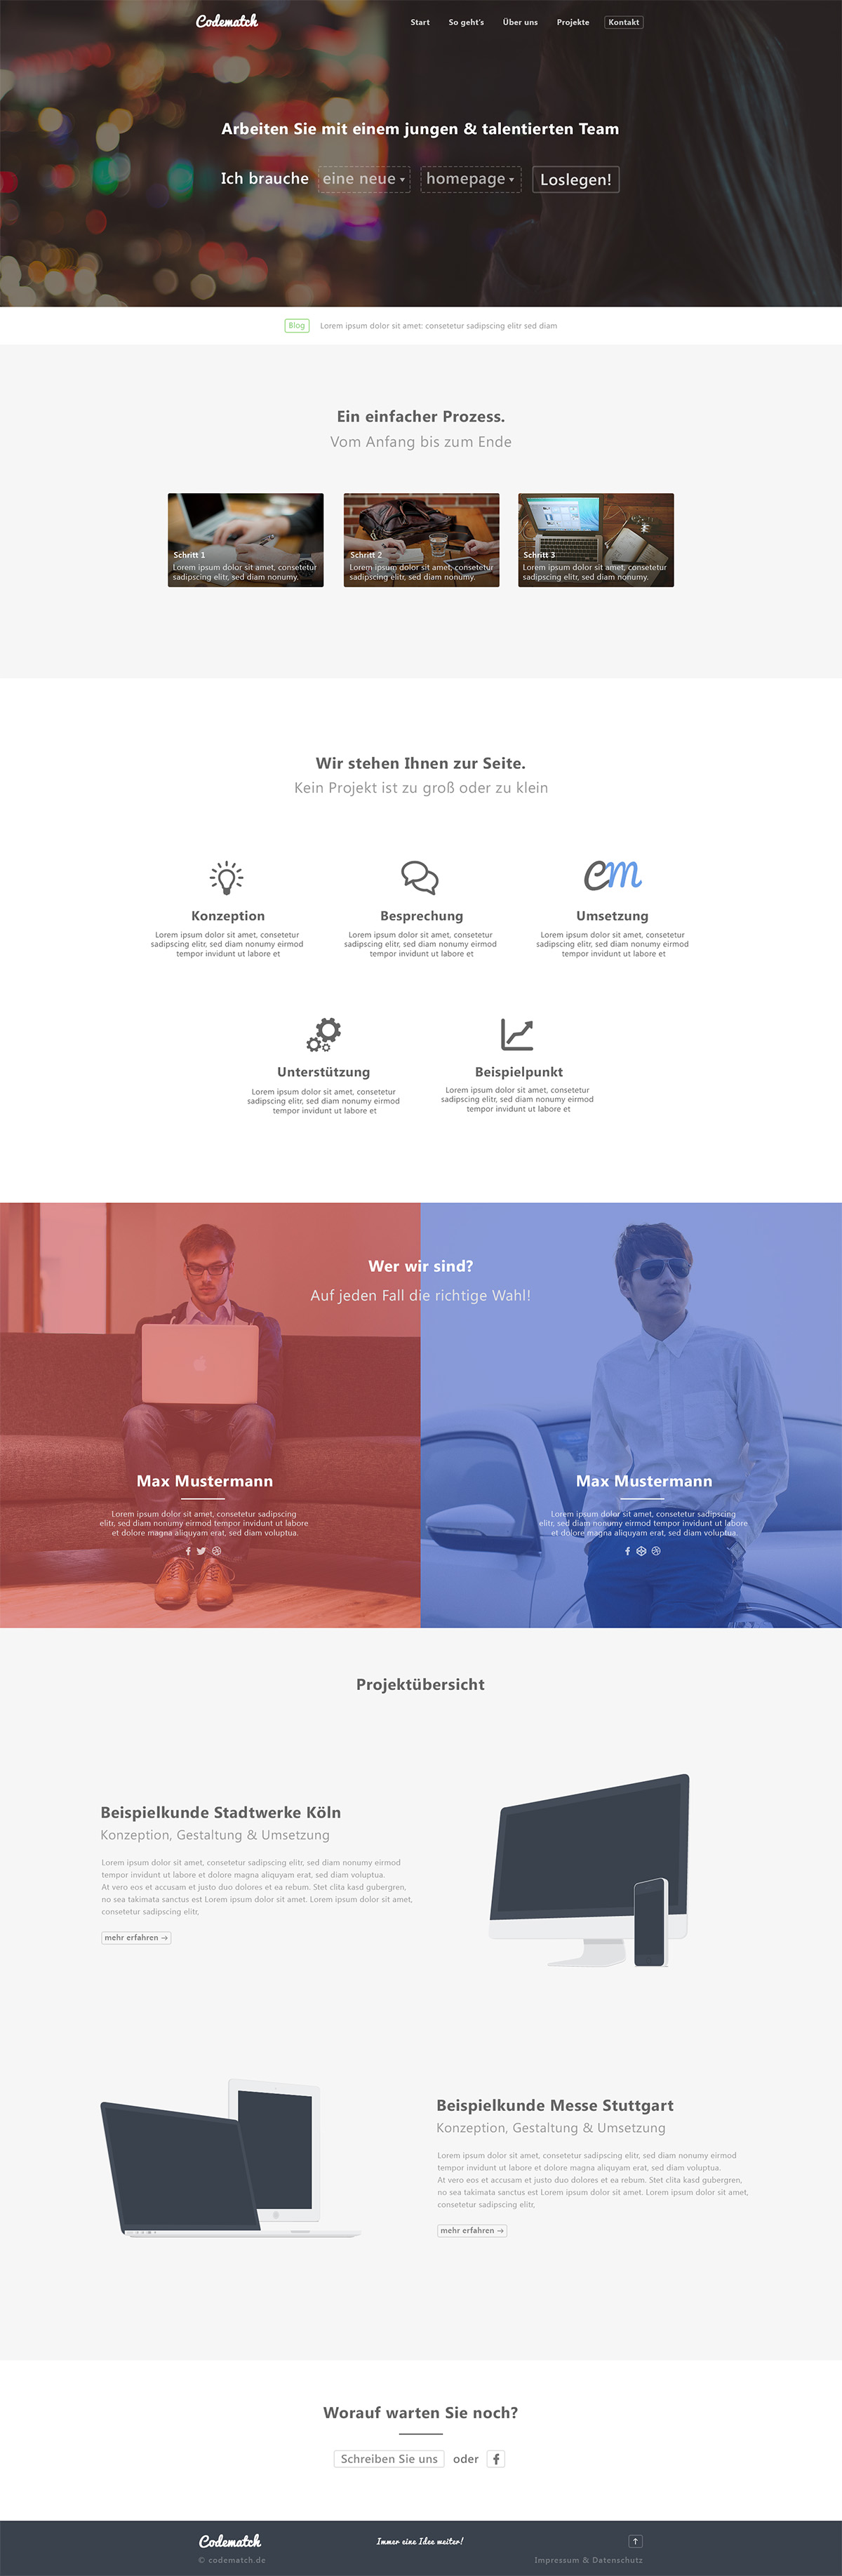 Codematch
Start So geht's Über uns Projekte Kontakt
Arbeiten Sie mit einem jungen & talentierten Team
Ich brauche eine neue homepage Loslegen!
Blog Lorem ipsum dolor sit amet: consetetur sadipscing elitr sed diam
Ein einfacher Prozess.
Vom Anfang bis zum Ende
Schritt 1
Lorem ipsum dolor sit amet, consetetur
sadipscing elitr, sed diam nonumy.
Schritt 2
Lorem ipsum dolor sit amet, consetetur
sadipscing elitr, sed diam nonumy.
Schritt 3
Lorem ipsum dolor sit amet, consetetur
sadipscing elitr, sed diam nonumy.
Wir stehen Ihnen zur Seite.
Kein Projekt ist zu groß oder zu klein
Konzeption
Lorem ipsum dolor sit amet, consetetur
sadipscing elitr, sed diam nonumy eirmod
tempor invidunt ut labore et
Besprechung
Lorem ipsum dolor sit amet, consetetur
sadipscing elitr, sed diam nonumy eirmod
tempor invidunt ut labore et
CM
Umsetzung
Lorem ipsum dolor sit amet, consetetur
sadipscing elitr, sed diam nonumy eirmod
tempor invidunt ut labore et
Unterstützung
Lorem ipsum dolor sit amet, consetetur
sadipscing elitr, sed diam nonumy eirmod
tempor invidunt ut labore et
Beispielpunkt
Lorem ipsum dolor sit amet, consetetur
sadipscing elitr, sed diam nonumy eirmod
tempor invidunt ut labore et
Wer wir sind?
Auf jeden Fall die richtige Wahl!
Max Mustermann
Lorem ipsum dolor sit amet, consetetur sadipscing
elitr, sed diam nonumy eirmod tempor invidunt ut labore
et dolore magna aliquyam erat, sed diam voluptua.
Max Mustermann
Lorem ipsum dolor sit amet, consetetur sadipscing
elitr, sed diam nonumy eirmod tempor invidunt ut labore
et dolore magna aliquyam erat, sed diam voluptua.
Projektübersicht
Beispielkunde Stadtwerke Köln
Konzeption, Gestaltung & Umsetzung
Lorem ipsum dolor sit amet, consetetur sadipscing elitr, sed diam nonumy eirmod
tempor invidunt ut labore et dolore magna aliquyam erat, sed diam voluptua.
At vero eos et accusam et justo duo dolores et ea rebum. Stet clita kasd gubergren,
no sea takimata sanctus est Lorem ipsum dolor sit amet. Lorem ipsum dolor sit amet,
consetetur sadipscing elitr,
mehr erfahren →
Beispielkunde Messe Stuttgart
Konzeption, Gestaltung & Umsetzung
Lorem ipsum dolor sit amet, consetetur sadipscing elitr, sed diam nonumy eirmod
tempor invidunt ut labore et dolore magna aliquyam erat, sed diam voluptua.
At vero eos et accusam et justo duo dolores et ea rebum. Stet clita kasd gubergren,
no sea takimata sanctus est Lorem ipsum dolor sit amet. Lorem ipsum dolor sit amet,
consetetur sadipscing elitr,
mehr erfahren →
Worauf warten Sie noch?
Schreiben Sie uns oder
Codematch Immer eine Idee weiter!
© codematch.de Impressum & Datenschutz